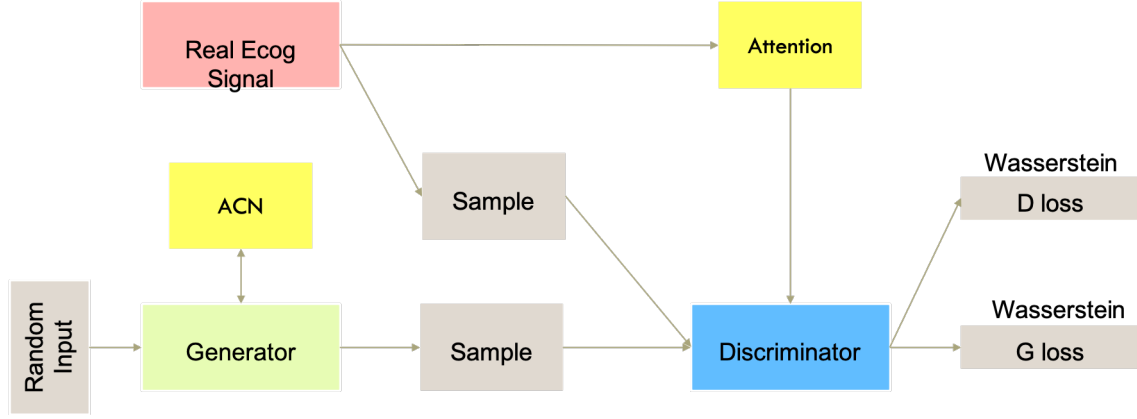 Real Ecog
Signal
Attention
ACN
Sample
Wasserstein
D loss
Random
Input
Generator
Sample
Discriminator
Wasserstein
G loss